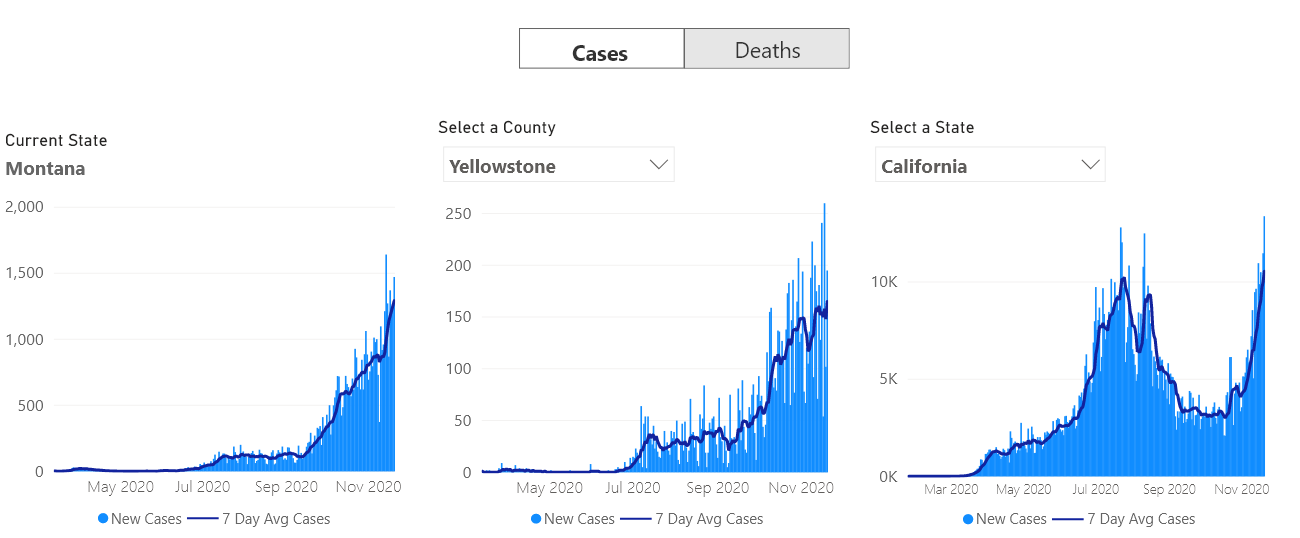 Cases Deaths
Current State
Montana
2,000
1,500
1,000
500
0
May 2020 Jul 2020 Sep 2020 Nov 2020
New Cases 7 Day Avg Cases
Select a County
Yellowstone
250
200
150
100
50
0
May 2020 Jul 2020 Sep 2020 Nov 2020
New Cases 7 Day Avg Cases
Select a State
California
10K
5K
0K
Mar 2020 May 2020 Jul 2020 Sep 2020 Nov 2020
New Cases 7 Day Avg Cases